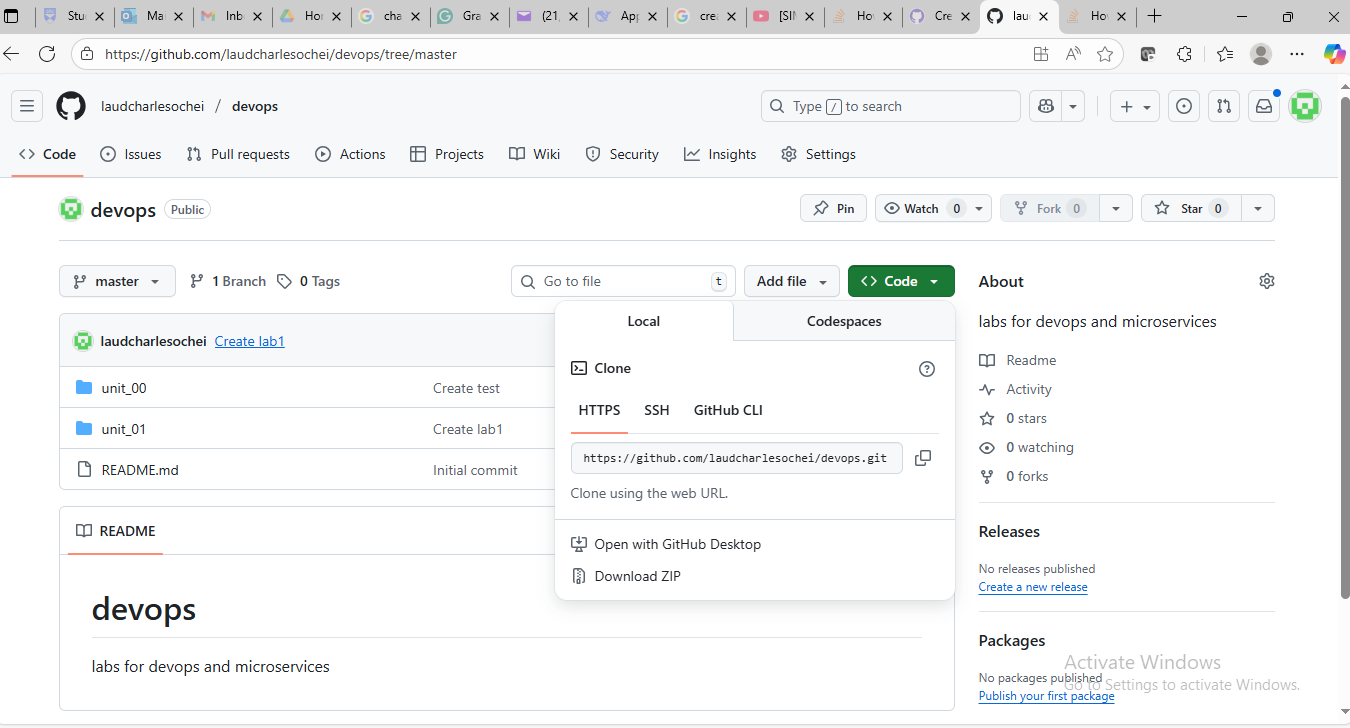 Stu
Ma
Inb
Hor
cha
Gra
(21,
App
cre
[SIN
Hov
Cre
lau
Hov
https://github.com/laudcharlesochei/devops/tree/master
laudcharlesochei / devops
Type / to search
Code
Issues
Pull requests
Actions
Projects
Wiki
Security
Insights
Settings
devops Public
Pin
Watch 0
Fork 0
Star 0
master
1 Branch
0 Tags
Go to file t
Add file
Code
laudcharlesochei Create lab1
unit_00 Create test
unit_01 Create lab1
README.md Initial commit
Local
Codespaces
Clone
HTTPS SSH GitHub CLI
https://github.com/laudcharlesochei/devops.git
Clone using the web URL.
Open with GitHub Desktop
Download ZIP
README
devops
labs for devops and microservices
About
labs for devops and microservices
Readme
Activity
0 stars
0 watching
0 forks
Releases
No releases published
Create a new release
Packages
No packages published
Publish your first package
Activate Windows
Go to Settings to activate Windows.